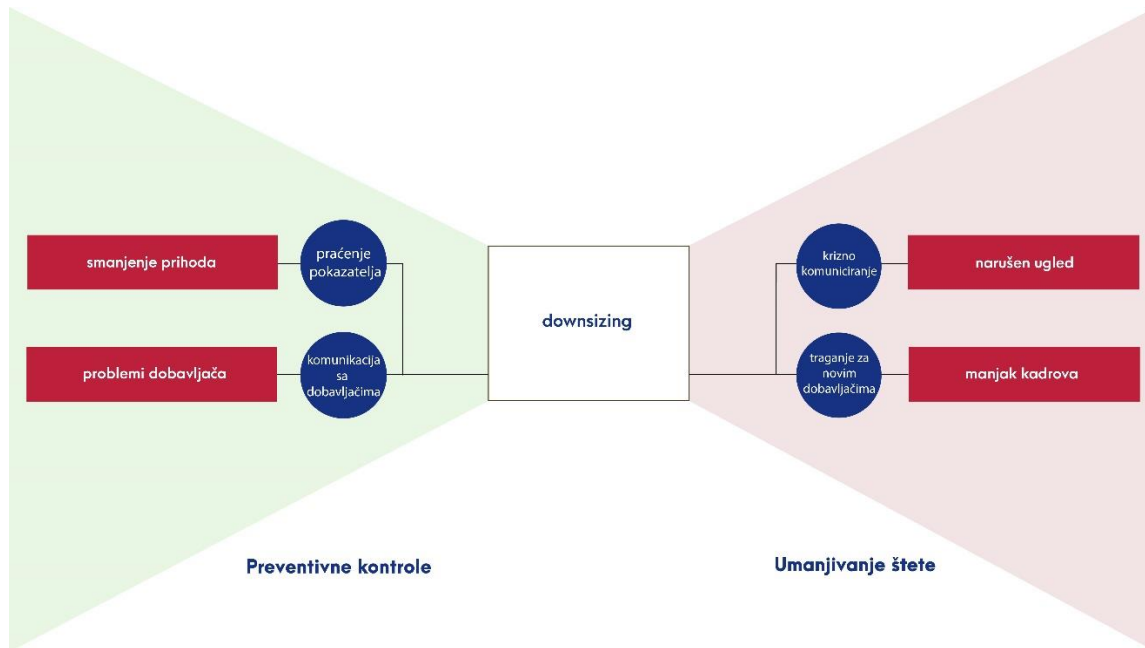 smanjenje prihoda
praćenje
pokazatelja
problemi dobavljača
komunikacija
sa
dobavljačima
downsizing
krizno
komuniciranje
narušen ugled
traganje za
novim
dobavljačima
manjak kadrova
Preventivne kontrole
Umanjivanje štete